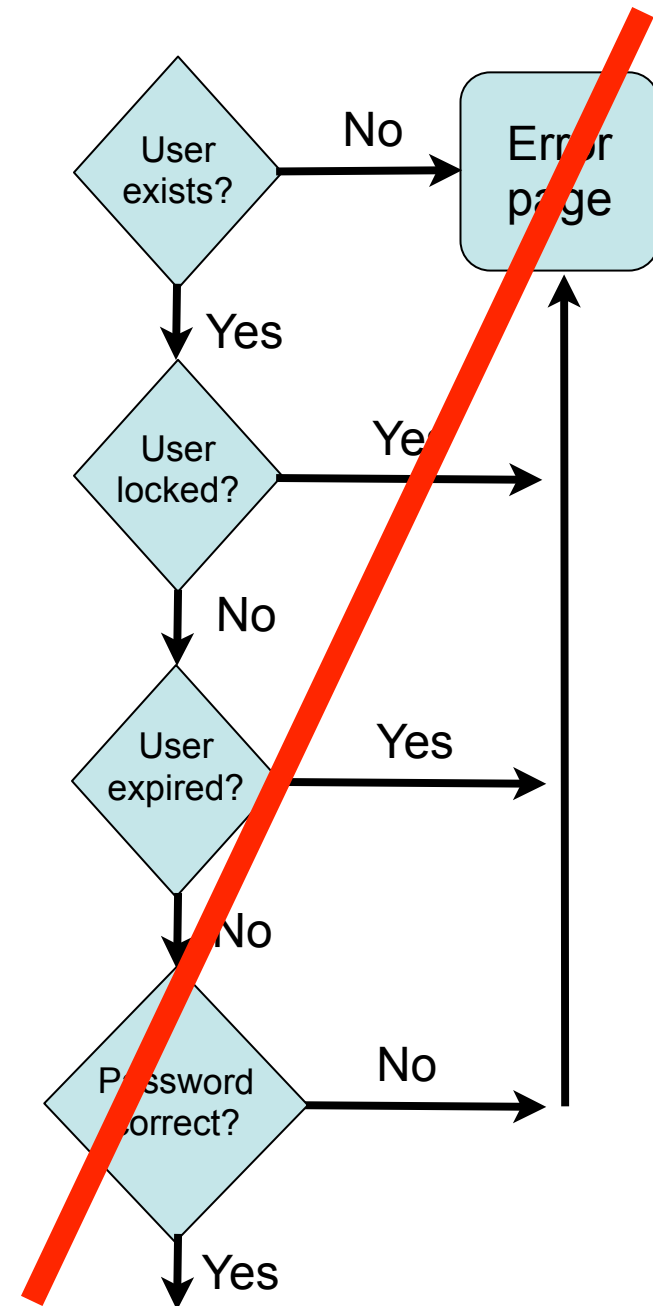 User
exists?
No
Error
page
Yes
User
locked?
Yes
No
User
expired?
Yes
No
Password
correct?
No
Yes